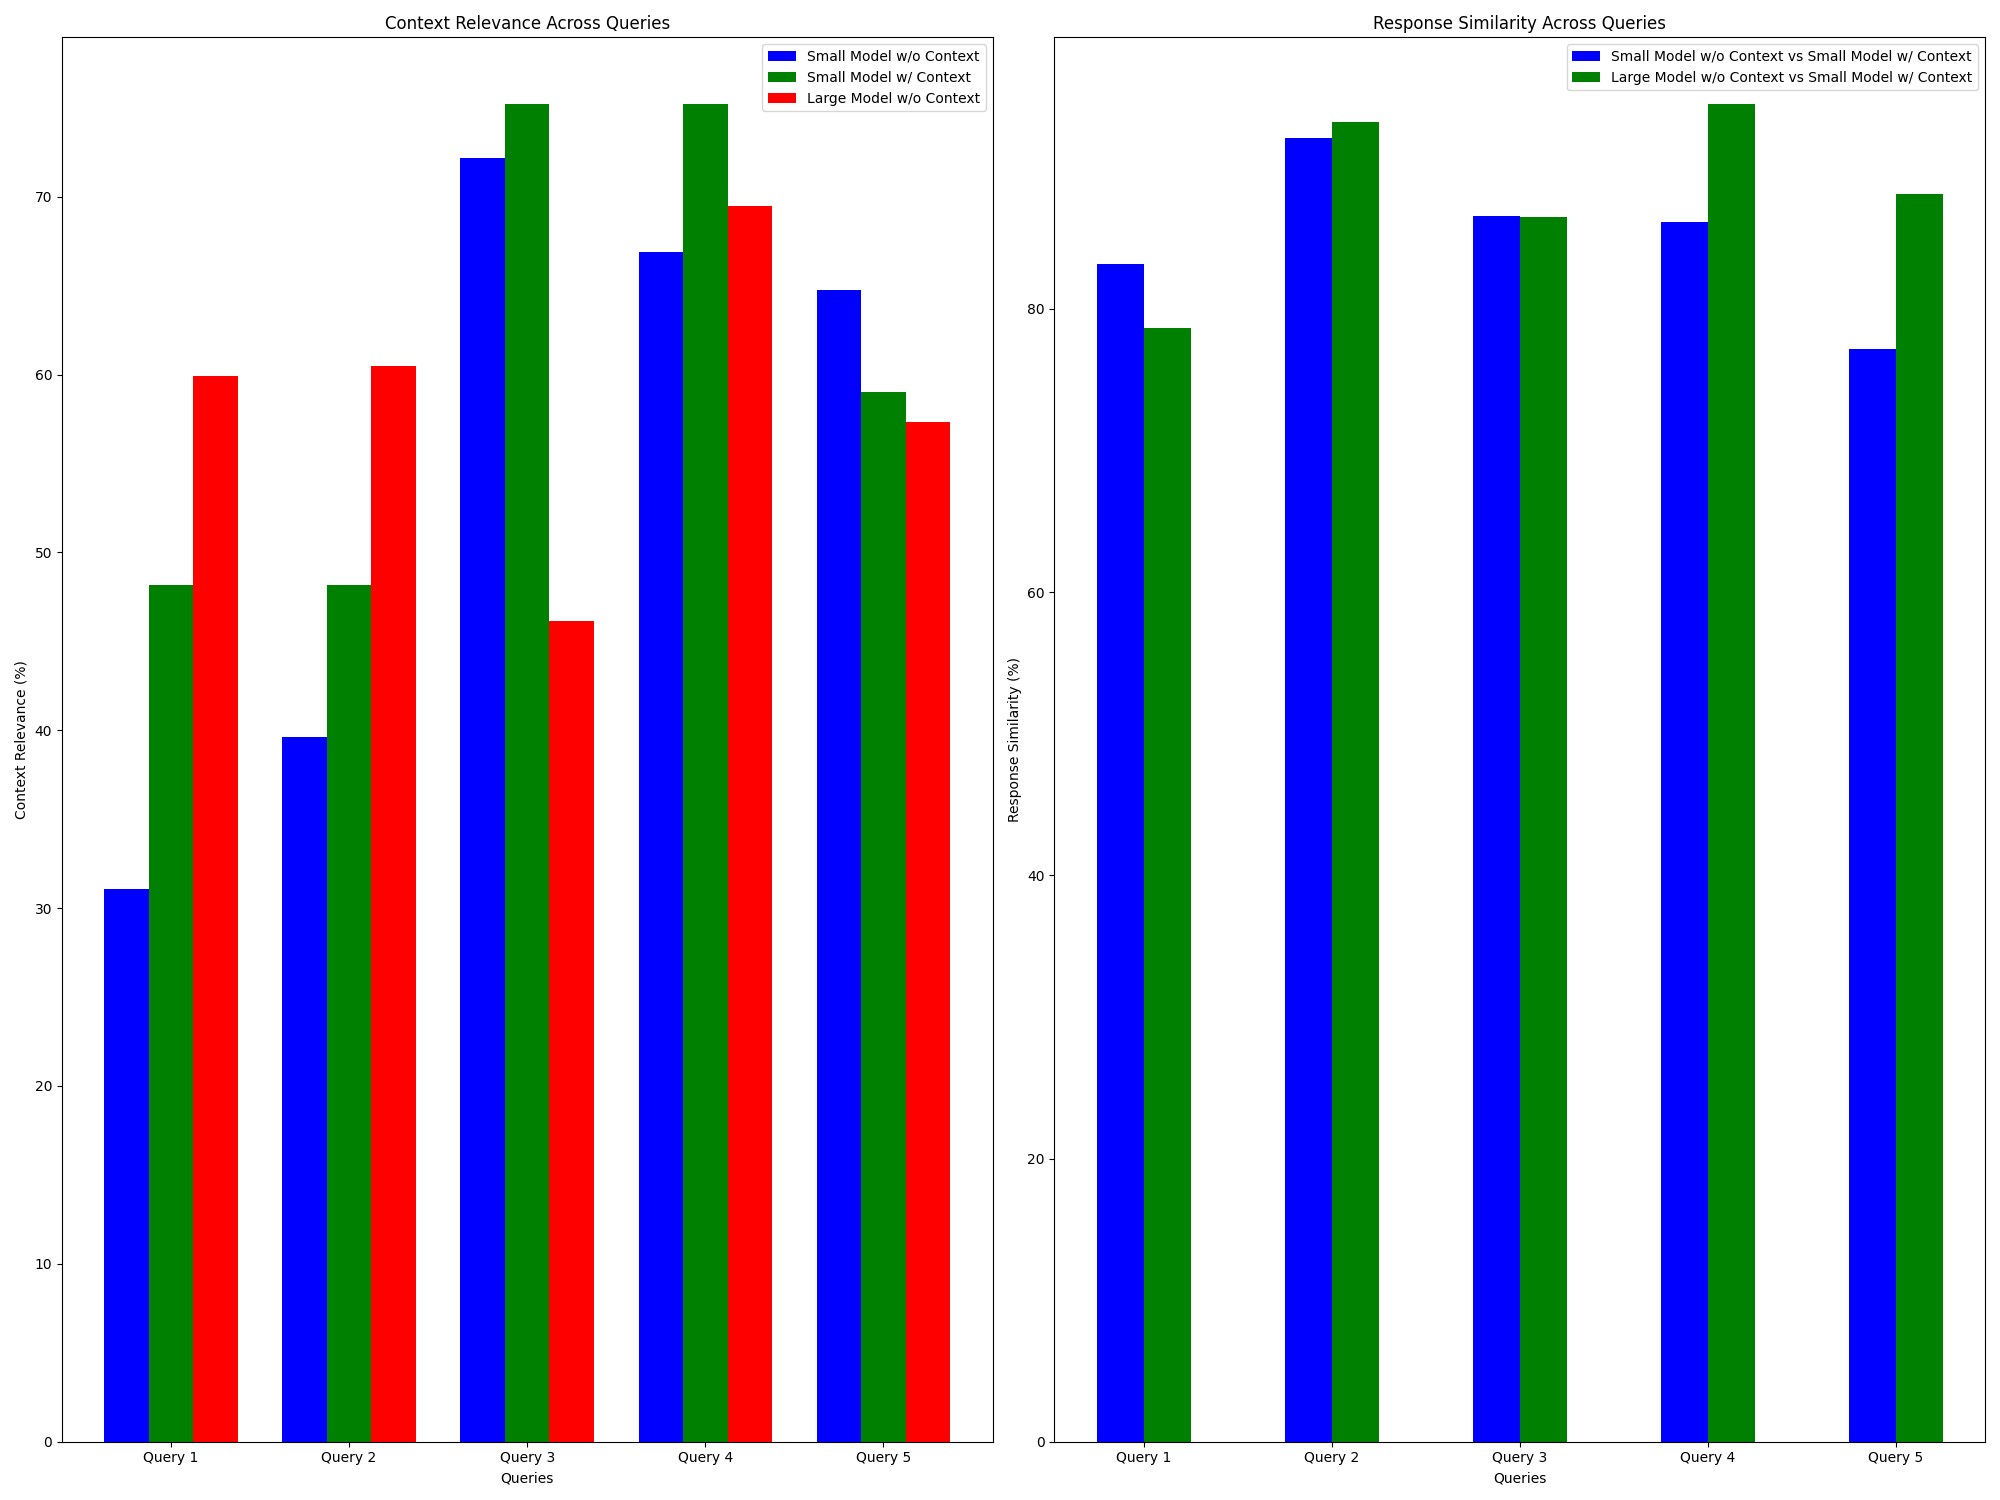 Context Relevance Across Queries
Small Model w/o Context
Small Model w/ Context
Large Model w/o Context
Context Relevance (%)
70
60
50
40
30
20
10
0
Query 1 Query 2 Query 3 Query 4 Query 5
Queries
Response Similarity Across Queries
Small Model w/o Context vs Small Model w/ Context
Large Model w/o Context vs Small Model w/ Context
Response Similarity (%)
80
60
40
20
0
Query 1 Query 2 Query 3 Query 4 Query 5
Queries